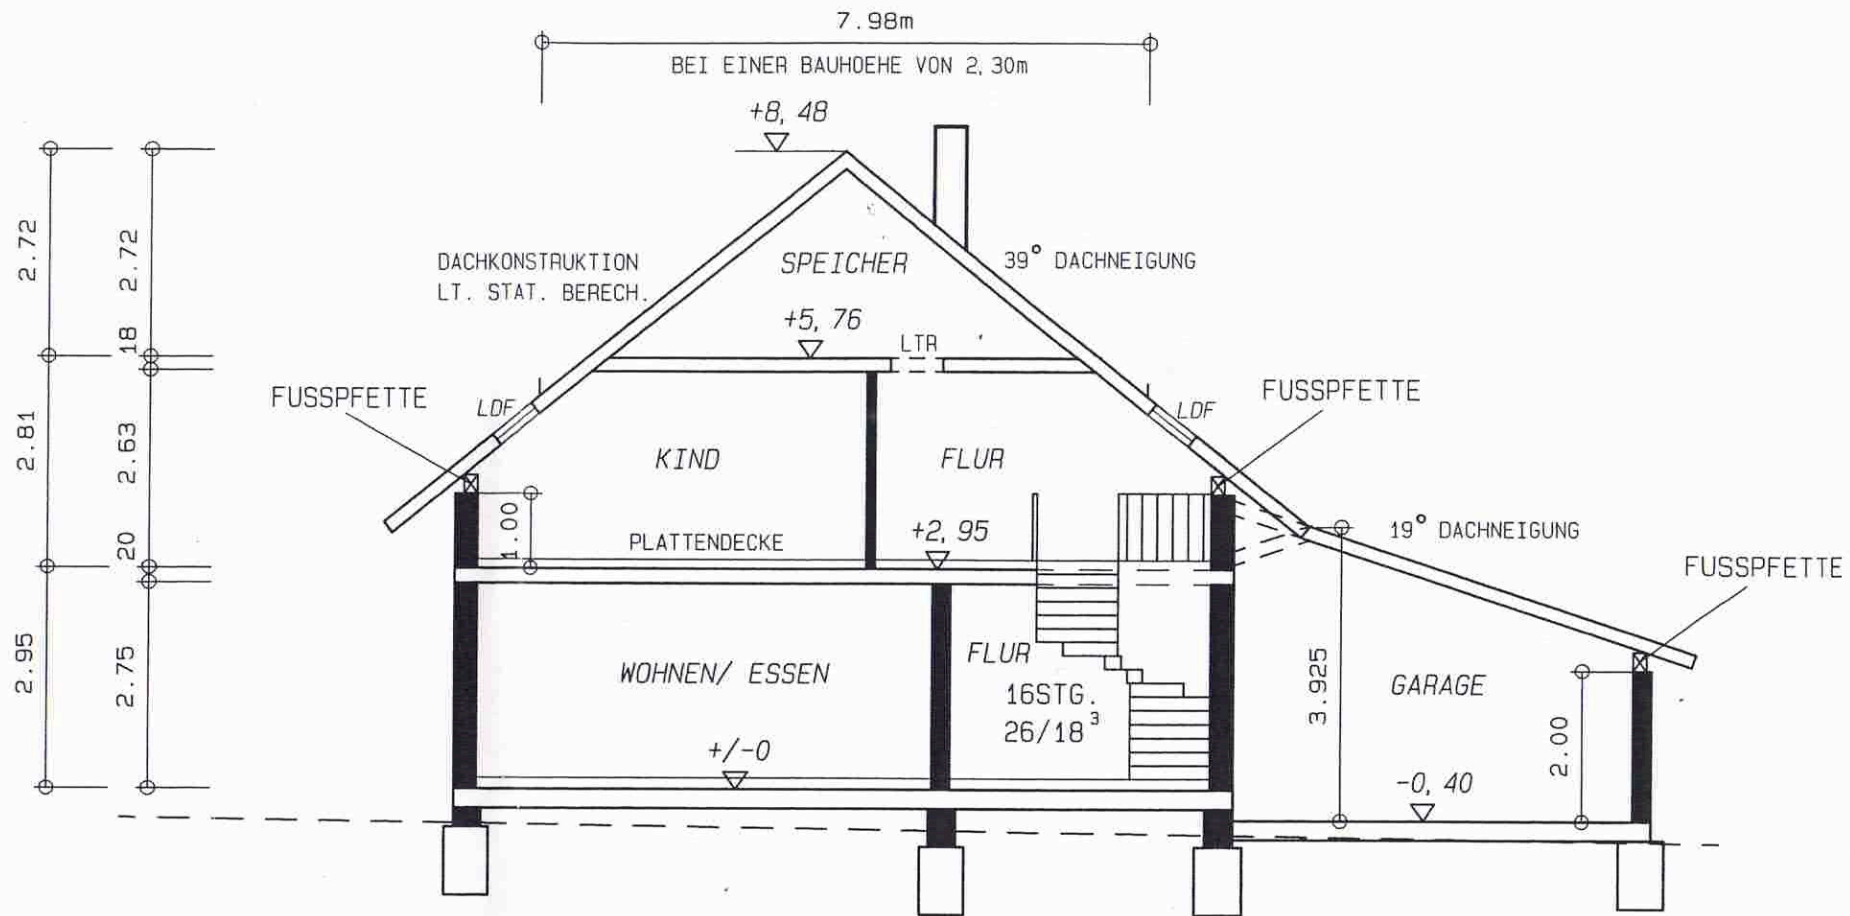 7.98m
BEI EINER BAUHOEHE VON 2,30m
+8,48
2.72
2.72
DACHKONSTRUKTION
LT. STAT. BERECH.
SPEICHER
39° DACHNEIGUNG
+5,76
LTR
18
FUSSPFETTE
LDF
LDF
FUSSPFETTE
2.81
2.63
KIND
FLUR
1.00
PLATTENDECKE
+2,95
19° DACHNEIGUNG
20
FUSSPFETTE
2.95
2.75
WOHNEN/ ESSEN
FLUR
16STG.
26/18³
3.925
GARAGE
2.00
+/-0
-0,40